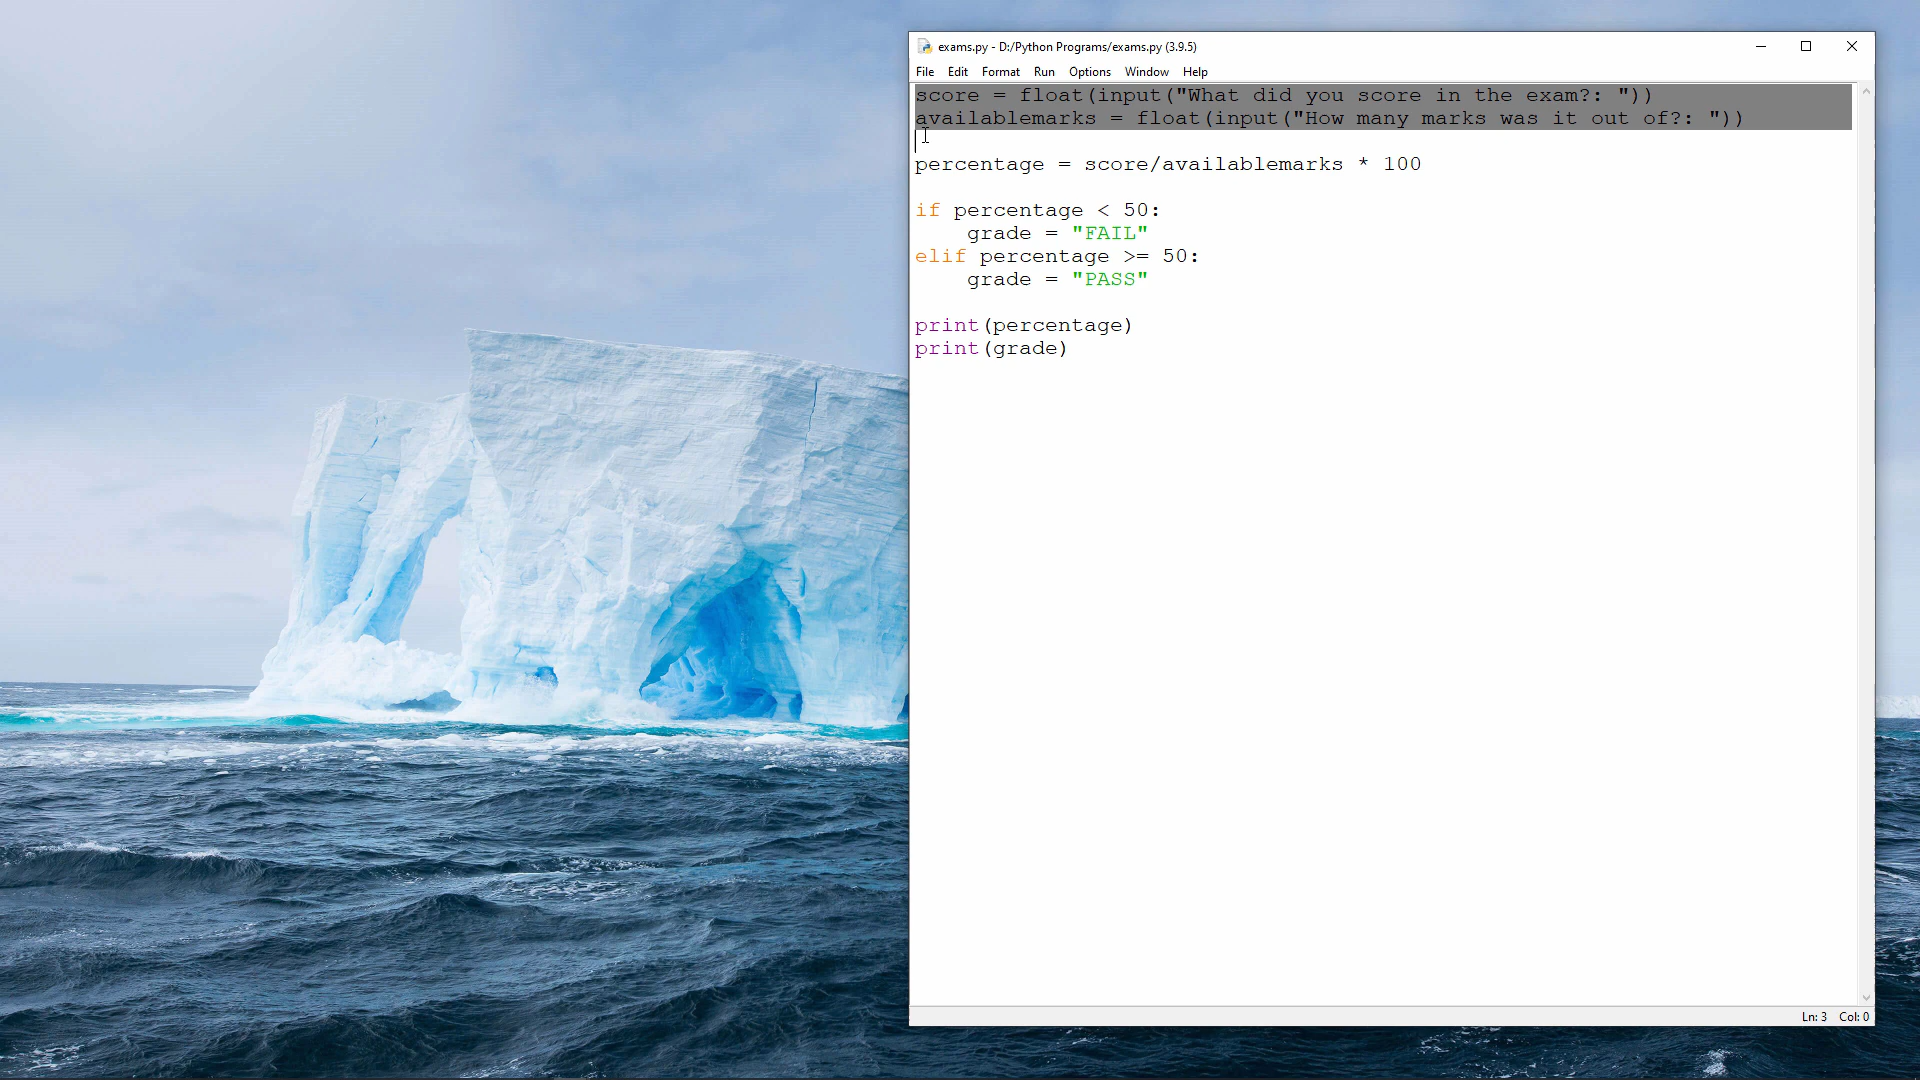 exams.py - D:/Python Programs/exams.py (3.9.5)
File Edit Format Run Options Window Help
score = float(input("What did you score in the exam?: "))
availablemarks = float(input("How many marks was it out of?: "))
percentage = score/availablemarks * 100
if percentage < 50:
    grade = "FAIL"
elif percentage >= 50:
    grade = "PASS"
print(percentage)
print(grade)
Ln: 3 Col: 0